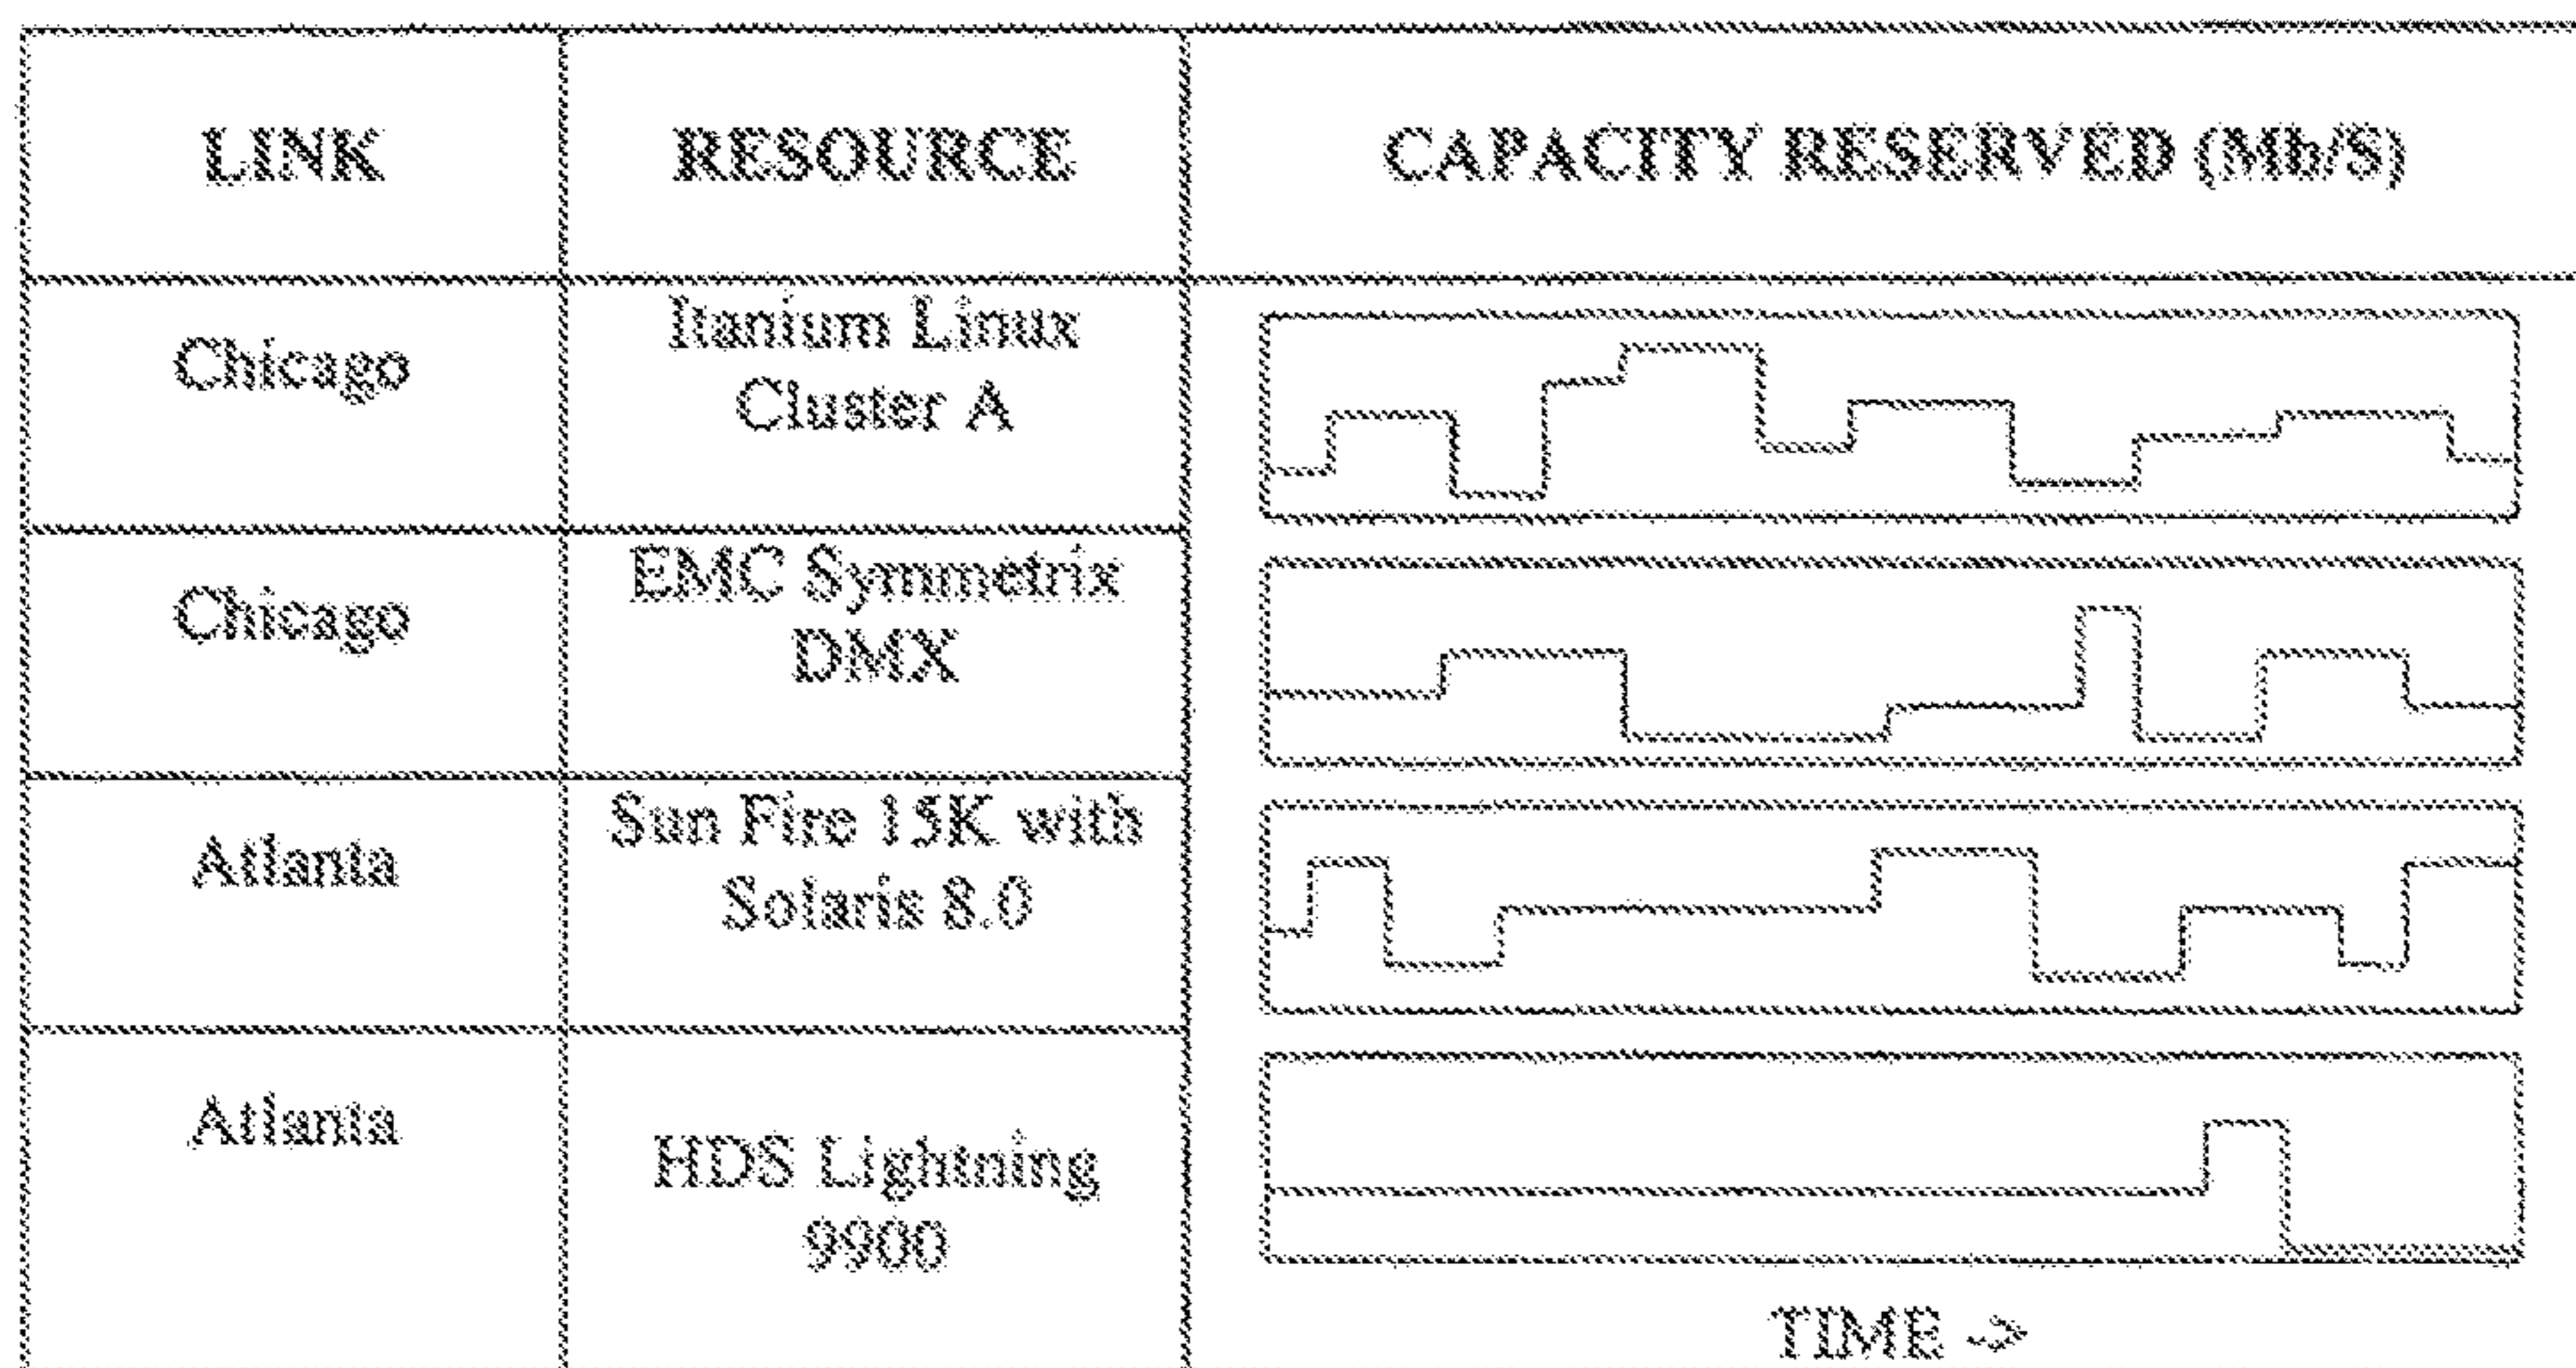 LINK RESOURCE CAPACITY RESERVED (Mb/S)
Chicago Itanium Linux
Cluster A
Chicago EMC Symmetrix
DMX
Atlanta Sun Fire 15K with
Solaris 8.0
Atlanta HDS Lightning
9900
TIME ->